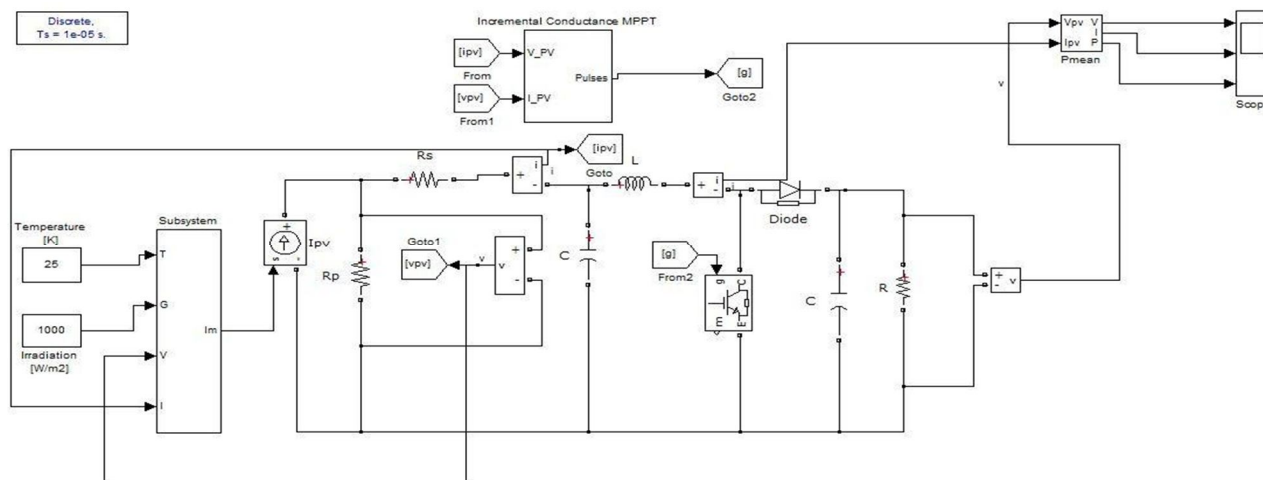 Discrete,
Ts = 1e-05 s.
Incremental Conductance MPPT
[ipv]
From
V_PV
[vpv]
From1
I_PV
Pulses
[g]
Goto2
Vpv
Ipv
V
I
P
Pmean
v
Scop
[ipv]
Goto
Rs
+
i
-
i
L
+
i
-
i
Diode
Temperature
[K]
25
Irradiation
[W/m2]
1000
Subsystem
T
G
V
I
Im
+
s
-
Ipv
Rp
Goto1
[vpv]
v
+
v
-
C
[g]
From2
g
C
m
E
C
R
+
-
v